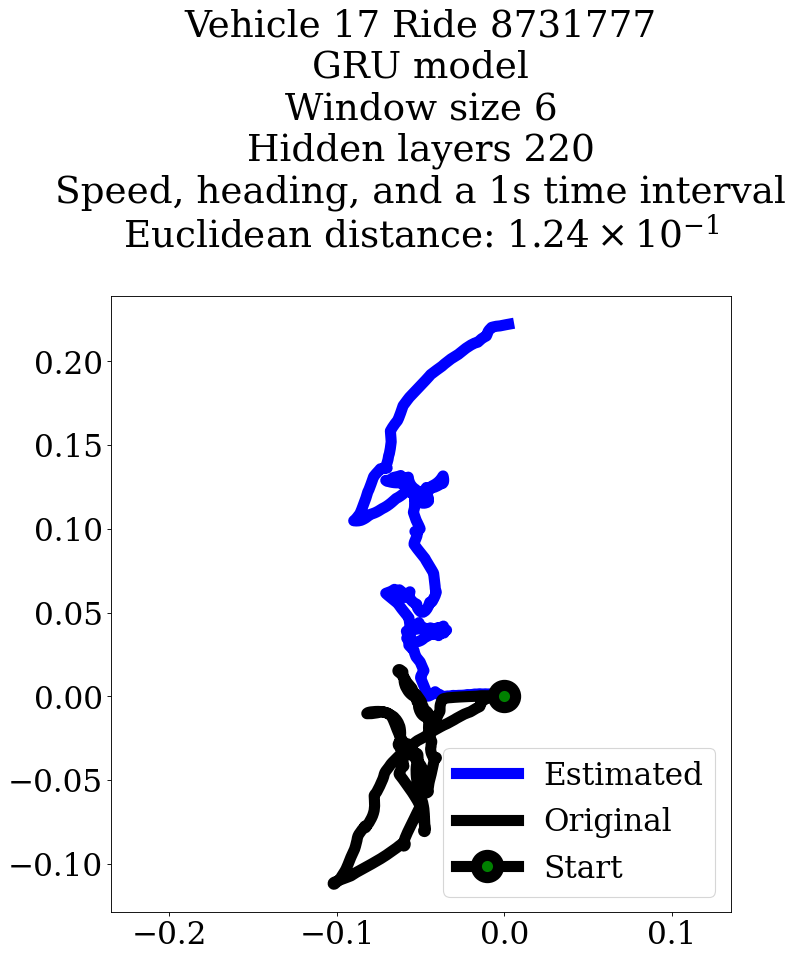 Vehicle 17 Ride 8731777
GRU model
Window size 6
Hidden layers 220
Speed, heading, and a 1s time interval
Euclidean distance: 1.24 × 10⁻¹
0.20
0.15
0.10
0.05
0.00
−0.05
−0.10
Estimated
Original
Start
−0.2 −0.1 0.0 0.1